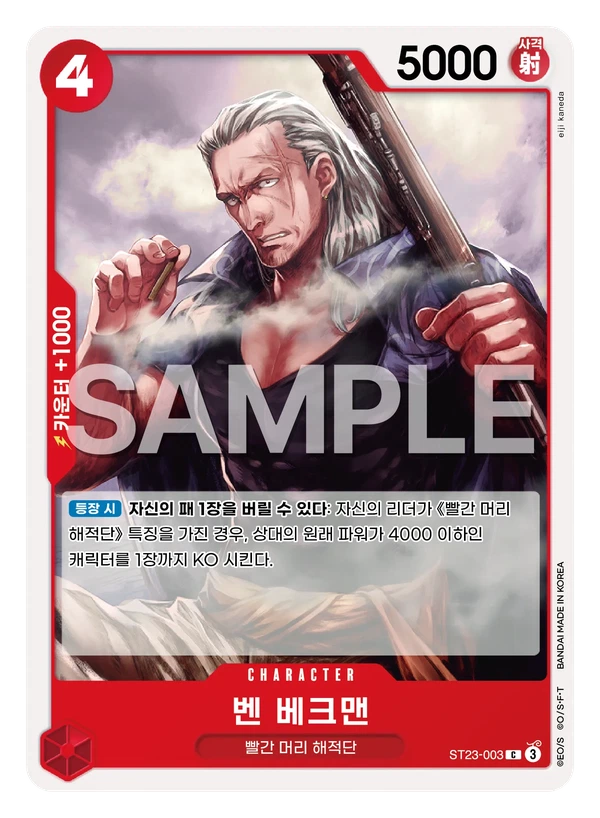 4
5000
사격
射
eiji kaneda
⚡카운터 +1000
SAMPLE
등장 시 자신의 패 1장을 버릴 수 있다: 자신의 리더가 《빨간 머리
해적단》 특징을 가진 경우, 상대의 원래 파워가 4000 이하인
캐릭터를 1장까지 KO 시킨다.
CHARACTER
벤 베크맨
빨간 머리 해적단
ST23-003 C 3
©EO/S ©O/S·F·T BANDAI MADE IN KOREA